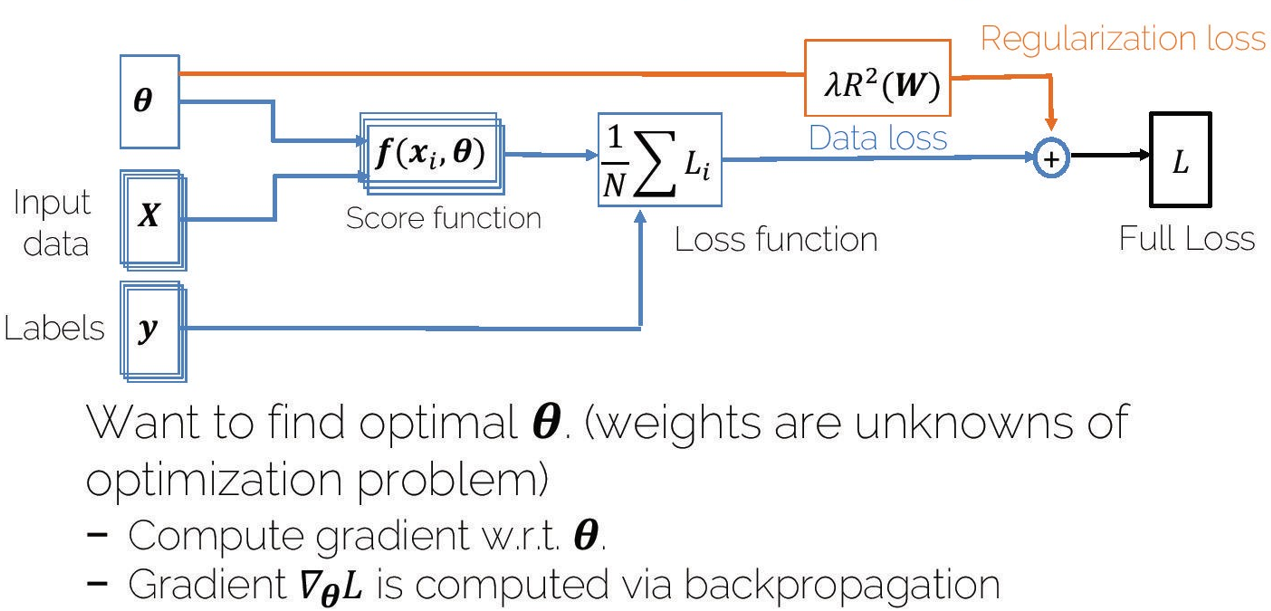 Regularization loss
θ
λR²(W)
Data loss
f(xᵢ, θ)
1/N ∑ Lᵢ
+
L
Input
data
X
Score function
Loss function
Full Loss
Labels
y
Want to find optimal θ. (weights are unknowns of
optimization problem)
– Compute gradient w.r.t. θ.
– Gradient ∇θL is computed via backpropagation